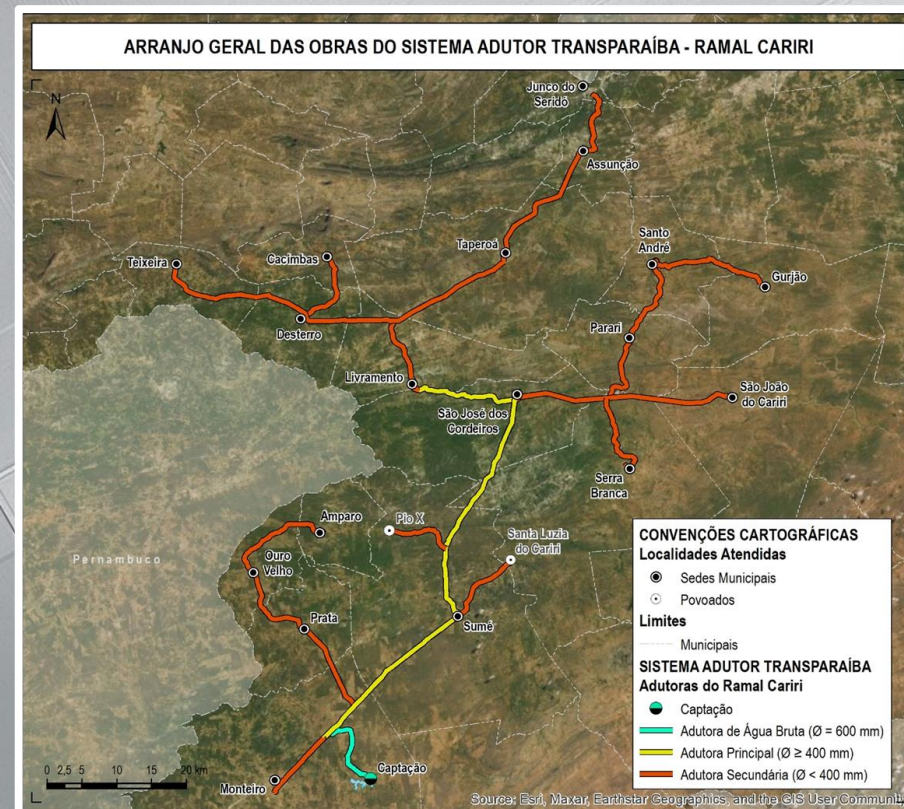 ARRANJO GERAL DAS OBRAS DO SISTEMA ADUTOR TRANSPARAÍBA - RAMAL CARIRI
N
Junco do
Seridó
Assunção
Santo
André
Taperoá
Cacimbas
Teixeira
Gurjão
Desterro
Parari
Livramento
São João
do Cariri
São José dos
Cordeiros
Serra
Branca
Amparo
Pio X
Santa Luzia
do Cariri
Pernambuco
Ouro
Velho
Sumé
Prata
Captação
Monteiro
0 2,5 5 10 15 20 km
CONVENÇÕES CARTOGRÁFICAS
Localidades Atendidas
Sedes Municipais
Povoados
Limites
Municipais
SISTEMA ADUTOR TRANSPARAÍBA
Adutoras do Ramal Cariri
Captação
Adutora de Água Bruta (Ø = 600 mm)
Adutora Principal (Ø ≥ 400 mm)
Adutora Secundária (Ø < 400 mm)
Source: Esri, Maxar, Earthstar Geographics, and the GIS User Communit